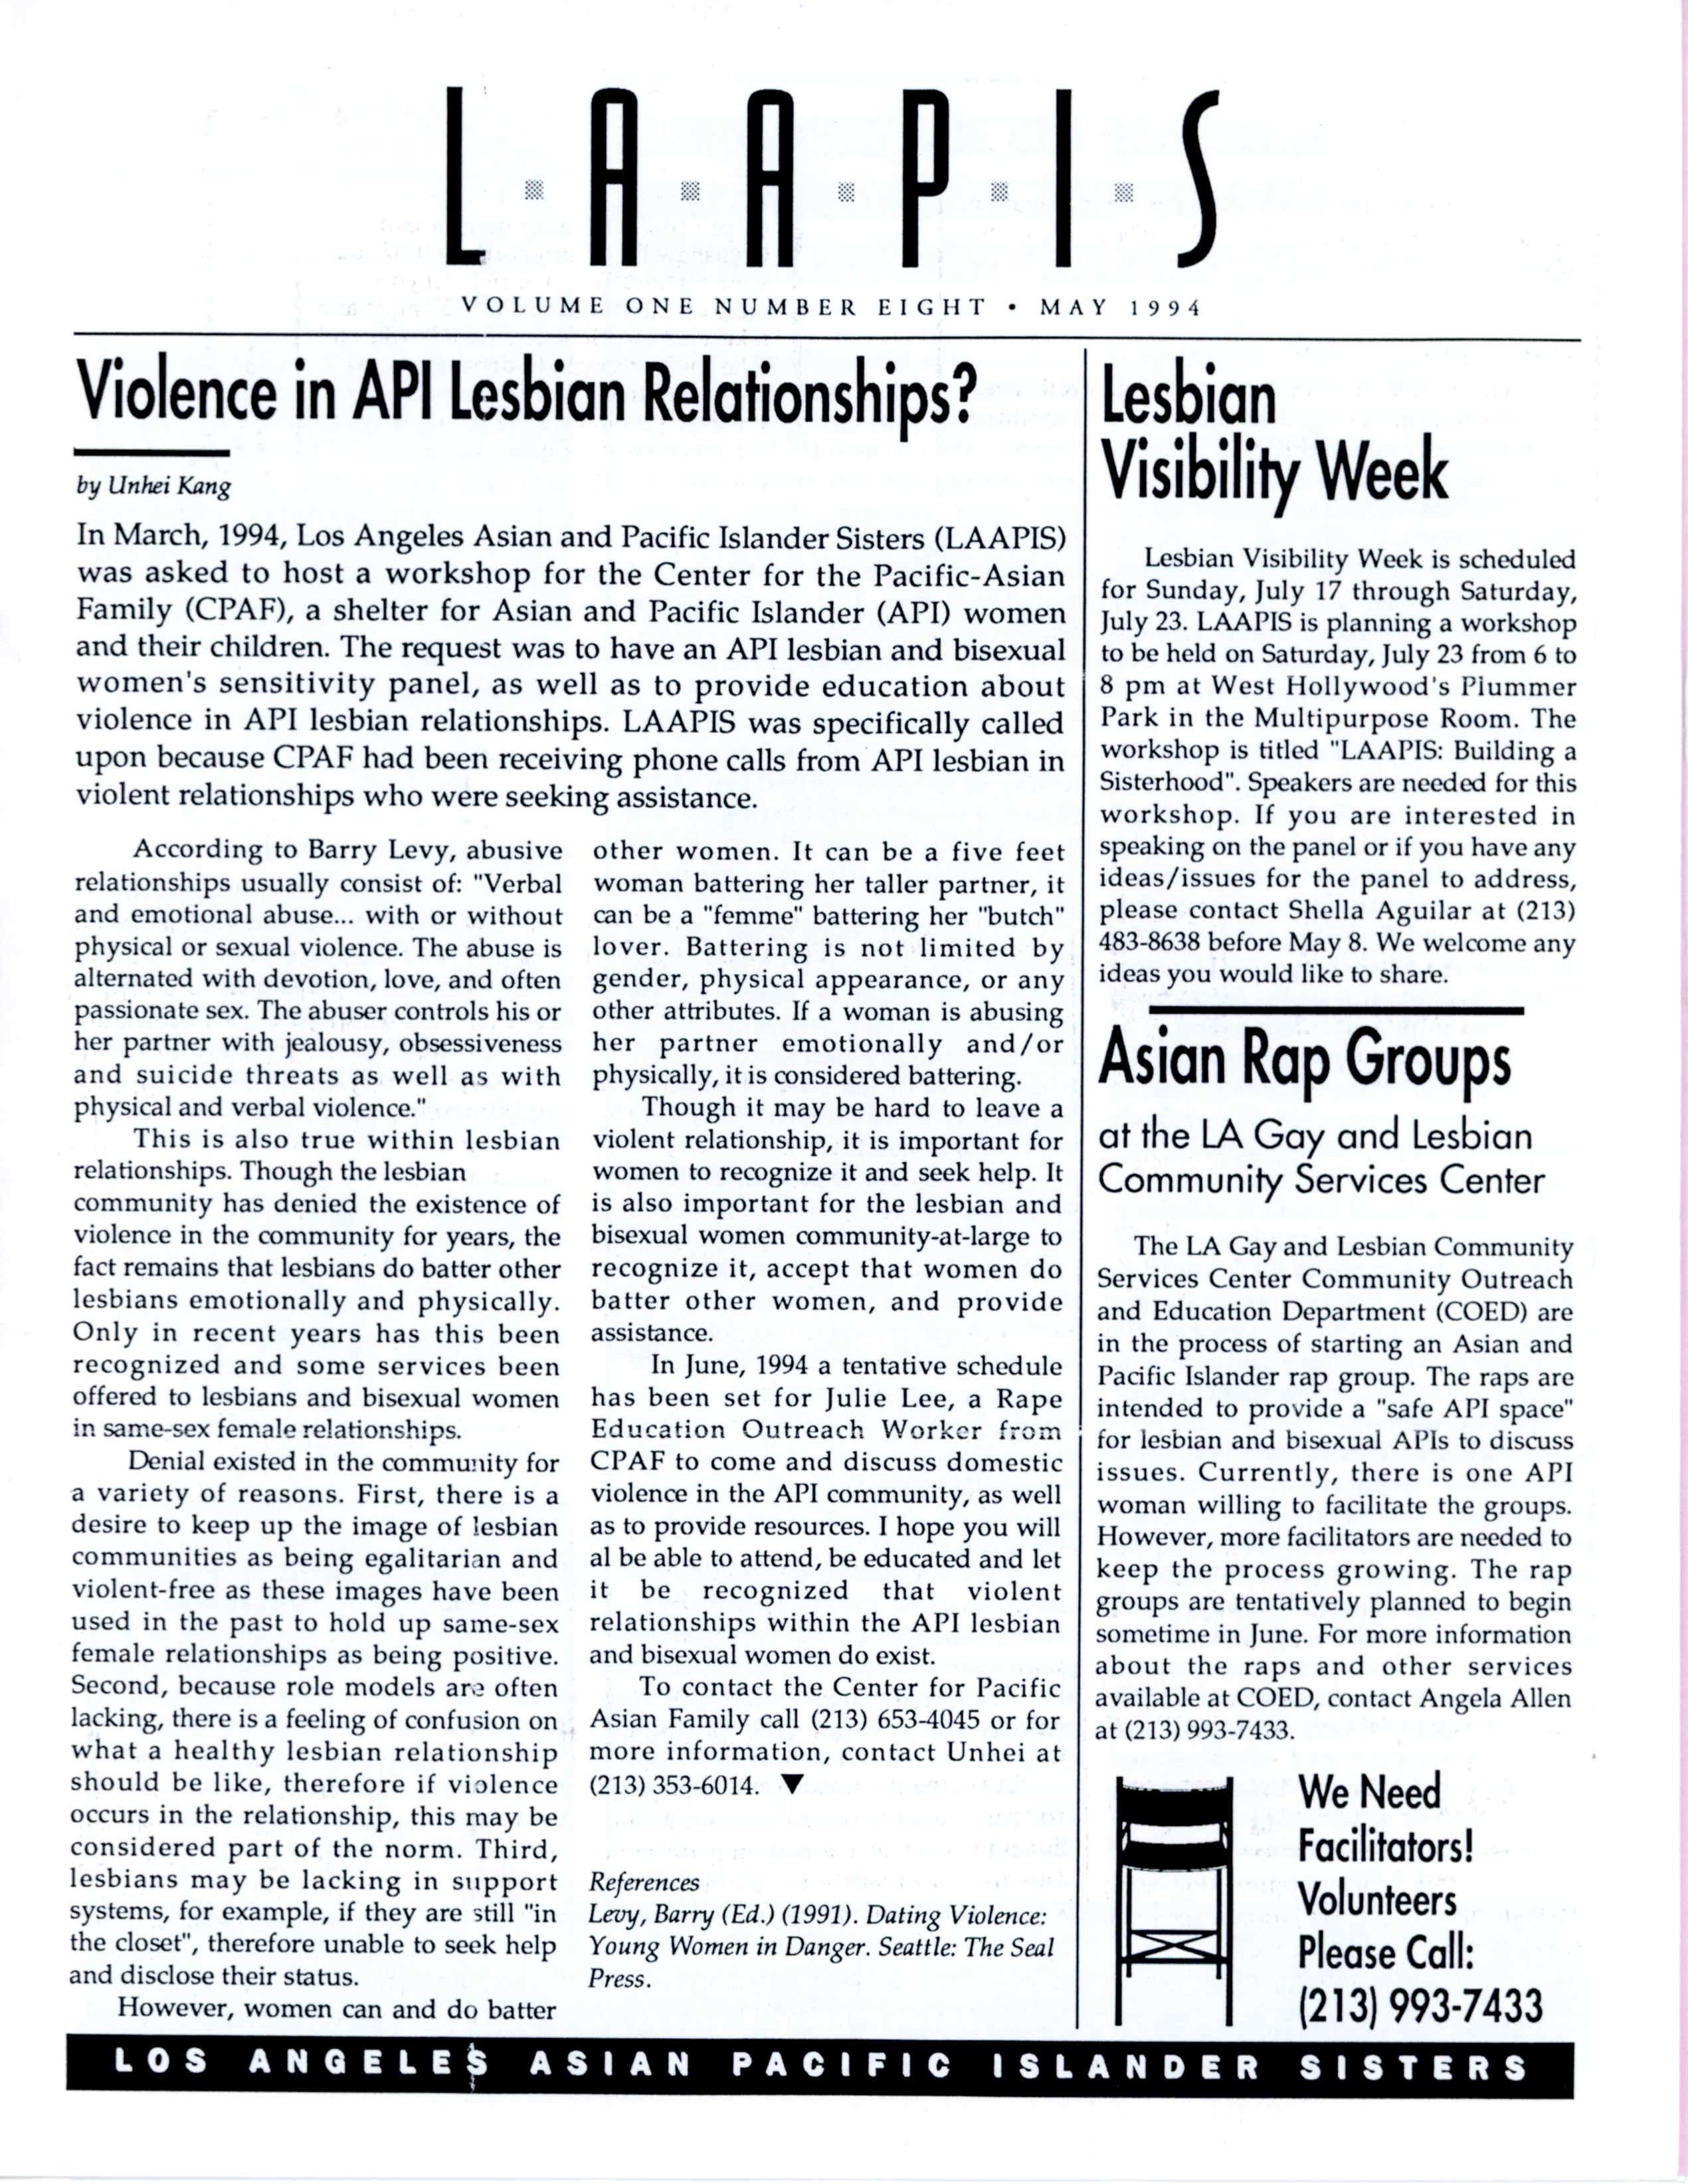 L A A P I S
VOLUME ONE NUMBER EIGHT • MAY 1994
Violence in API Lesbian Relationships?
by Unhei Kang
In March, 1994, Los Angeles Asian and Pacific Islander Sisters (LAAPIS)
was asked to host a workshop for the Center for the Pacific-Asian
Family (CPAF), a shelter for Asian and Pacific Islander (API) women
and their children. The request was to have an API lesbian and bisexual
women's sensitivity panel, as well as to provide education about
violence in API lesbian relationships. LAAPIS was specifically called
upon because CPAF had been receiving phone calls from API lesbian in
violent relationships who were seeking assistance.
According to Barry Levy, abusive
relationships usually consist of: "Verbal
and emotional abuse... with or without
physical or sexual violence. The abuse is
alternated with devotion, love, and often
passionate sex. The abuser controls his or
her partner with jealousy, obsessiveness
and suicide threats as well as with
physical and verbal violence."
This is also true within lesbian
relationships. Though the lesbian
community has denied the existence of
violence in the community for years, the
fact remains that lesbians do batter other
lesbians emotionally and physically.
Only in recent years has this been
recognized and some services been
offered to lesbians and bisexual women
in same-sex female relationships.
Denial existed in the community for
a variety of reasons. First, there is a
desire to keep up the image of lesbian
communities as being egalitarian and
violent-free as these images have been
used in the past to hold up same-sex
female relationships as being positive.
Second, because role models are often
lacking, there is a feeling of confusion on
what a healthy lesbian relationship
should be like, therefore if violence
occurs in the relationship, this may be
considered part of the norm. Third,
lesbians may be lacking in support
systems, for example, if they are still "in
the closet", therefore unable to seek help
and disclose their status.
However, women can and do batter
other women. It can be a five feet
woman battering her taller partner, it
can be a "femme" battering her "butch"
lover. Battering is not limited by
gender, physical appearance, or any
other attributes. If a woman is abusing
her partner emotionally and/or
physically, it is considered battering.
Though it may be hard to leave a
violent relationship, it is important for
women to recognize it and seek help. It
is also important for the lesbian and
bisexual women community-at-large to
recognize it, accept that women do
batter other women, and provide
assistance.
In June, 1994 a tentative schedule
has been set for Julie Lee, a Rape
Education Outreach Worker from
CPAF to come and discuss domestic
violence in the API community, as well
as to provide resources. I hope you will
al be able to attend, be educated and let
it be recognized that violent
relationships within the API lesbian
and bisexual women do exist.
To contact the Center for Pacific
Asian Family call (213) 653-4045 or for
more information, contact Unhei at
(213) 353-6014. ▼
References
Levy, Barry (Ed.) (1991). Dating Violence:
Young Women in Danger. Seattle: The Seal
Press.
Lesbian
Visibility Week
Lesbian Visibility Week is scheduled
for Sunday, July 17 through Saturday,
July 23. LAAPIS is planning a workshop
to be held on Saturday, July 23 from 6 to
8 pm at West Hollywood's Plummer
Park in the Multipurpose Room. The
workshop is titled "LAAPIS: Building a
Sisterhood". Speakers are needed for this
workshop. If you are interested in
speaking on the panel or if you have any
ideas/issues for the panel to address,
please contact Shella Aguilar at (213)
483-8638 before May 8. We welcome any
ideas you would like to share.
Asian Rap Groups
at the LA Gay and Lesbian
Community Services Center
The LA Gay and Lesbian Community
Services Center Community Outreach
and Education Department (COED) are
in the process of starting an Asian and
Pacific Islander rap group. The raps are
intended to provide a "safe API space"
for lesbian and bisexual APIs to discuss
issues. Currently, there is one API
woman willing to facilitate the groups.
However, more facilitators are needed to
keep the process growing. The rap
groups are tentatively planned to begin
sometime in June. For more information
about the raps and other services
available at COED, contact Angela Allen
at (213) 993-7433.
We Need
Facilitators!
Volunteers
Please Call:
(213) 993-7433
LOS ANGELES ASIAN PACIFIC ISLANDER SISTERS